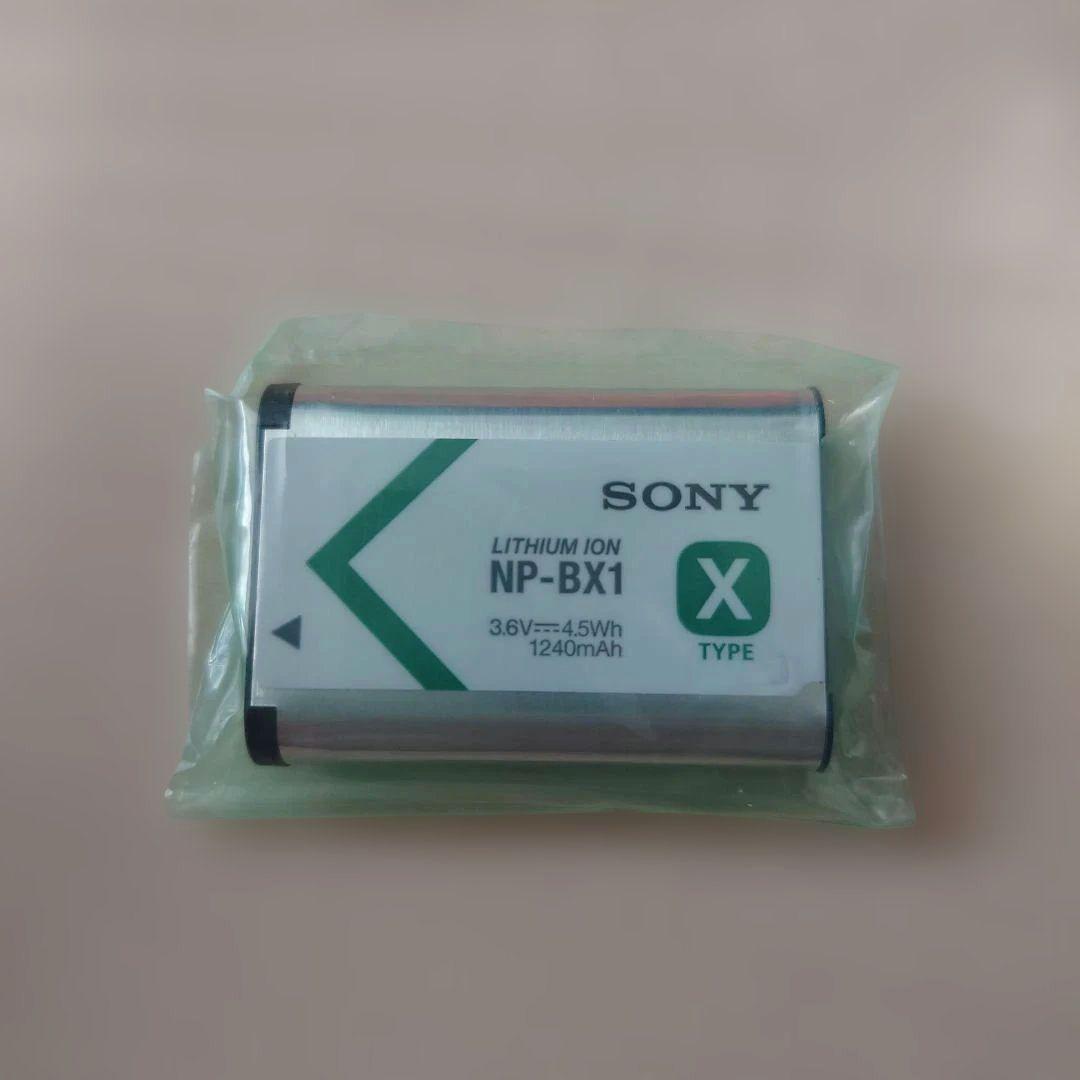 SONY
LITHIUM ION
NP-BX1
3.6V⎓4.5Wh
1240mAh
X
TYPE